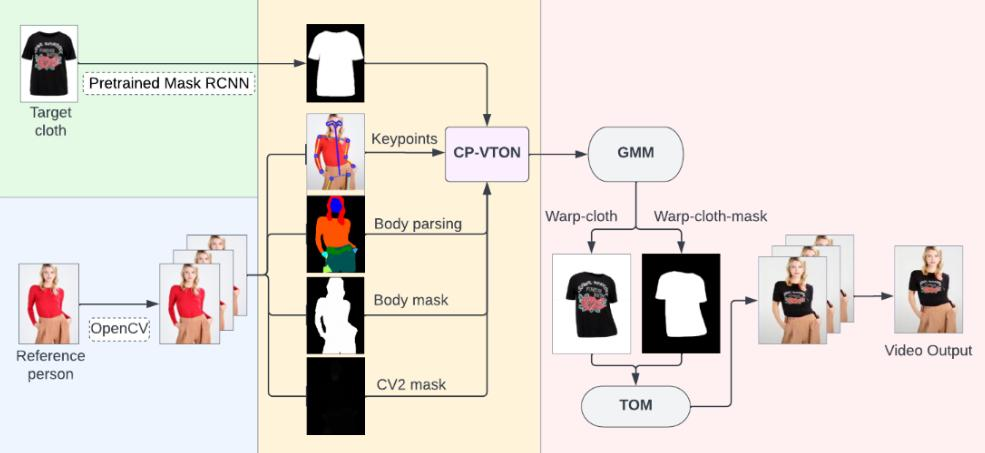 Pretrained Mask RCNN
Target
cloth
Keypoints
CP-VTON
GMM
Body parsing
Warp-cloth
Warp-cloth-mask
Body mask
OpenCV
Reference
person
CV2 mask
Video Output
TOM